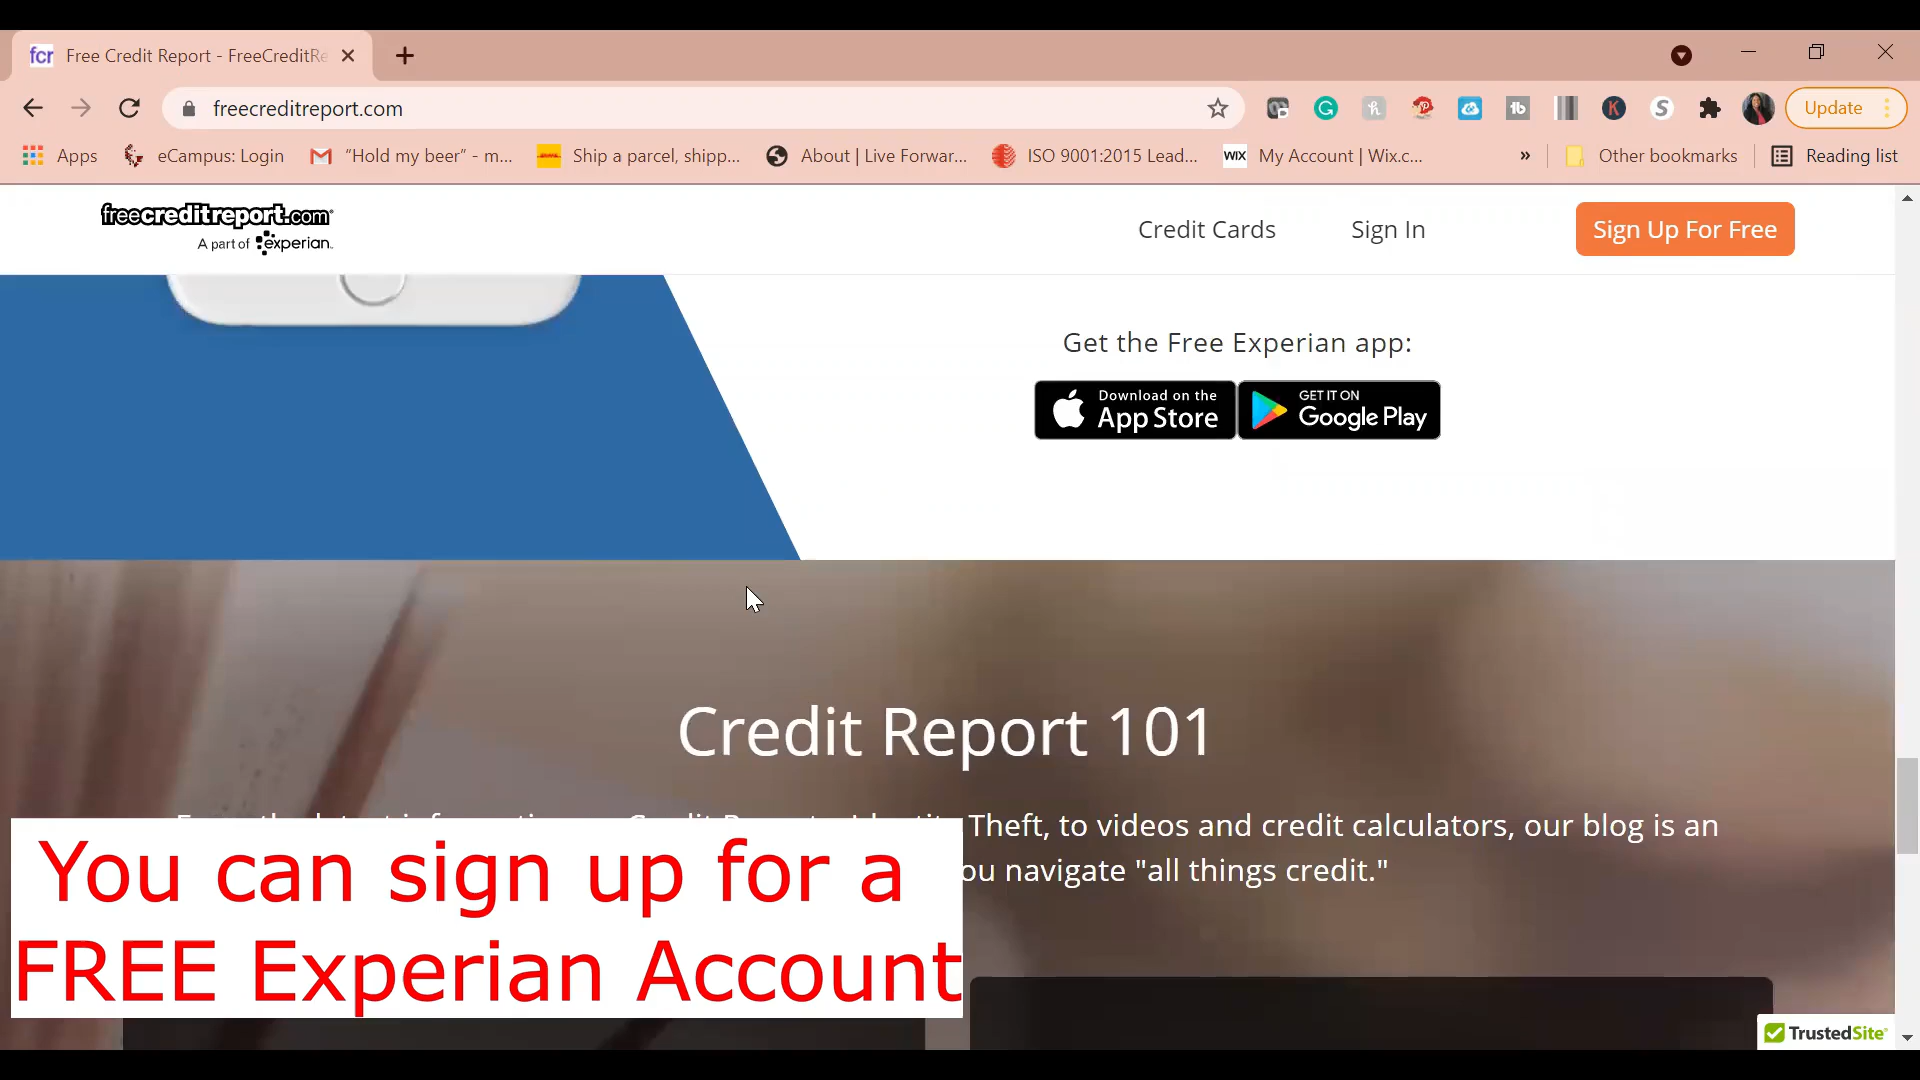 fcr Free Credit Report - FreeCreditRe
freecreditreport.com
Update
Apps
eCampus: Login
"Hold my beer" - m...
Ship a parcel, shipp...
About | Live Forwar...
ISO 9001:2015 Lead...
WIX My Account | Wix.c...
»
Other bookmarks
Reading list
freecreditreport.com
A part of experian.
Credit Cards
Sign In
Sign Up For Free
Get the Free Experian app:
Download on the
App Store
GET IT ON
Google Play
Credit Report 101
Theft, to videos and credit calculators, our blog is an
navigate "all things credit."
You can sign up for a
FREE Experian Account
TrustedSite